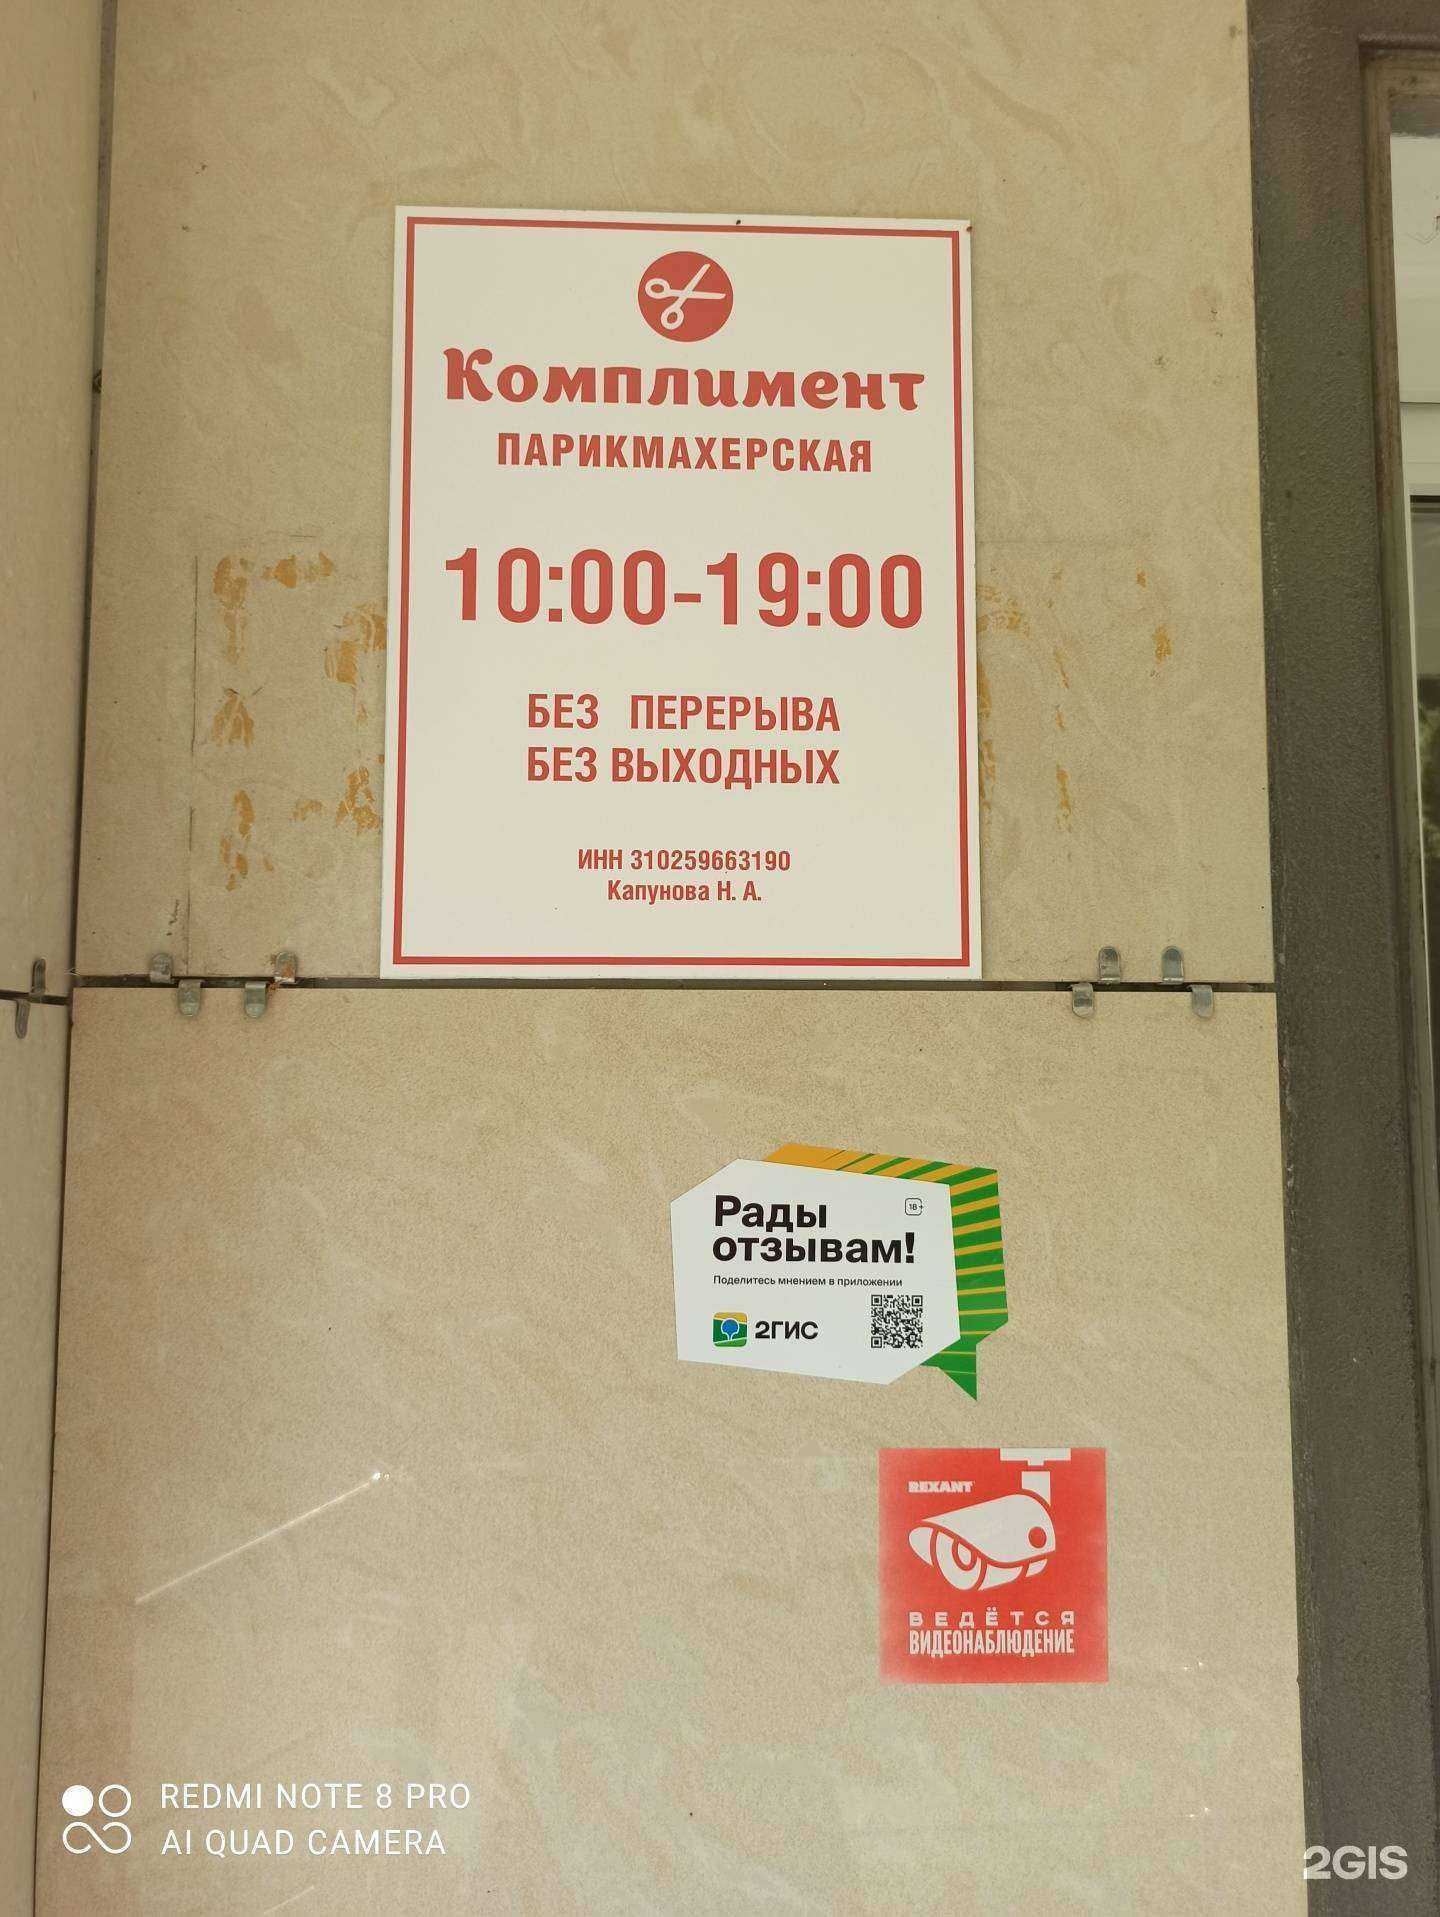 Комплимент
ПАРИКМАХЕРСКАЯ
10:00-19:00
БЕЗ ПЕРЕРЫВА
БЕЗ ВЫХОДНЫХ
ИНН 310259663190
Капунова Н. А.
Рады
отзывам!
18+
Поделитесь мнением в приложении
2ГИС
REXANT
ВЕДЁТСЯ
ВИДЕОНАБЛЮДЕНИЕ
REDMI NOTE 8 PRO
AI QUAD CAMERA
2GIS